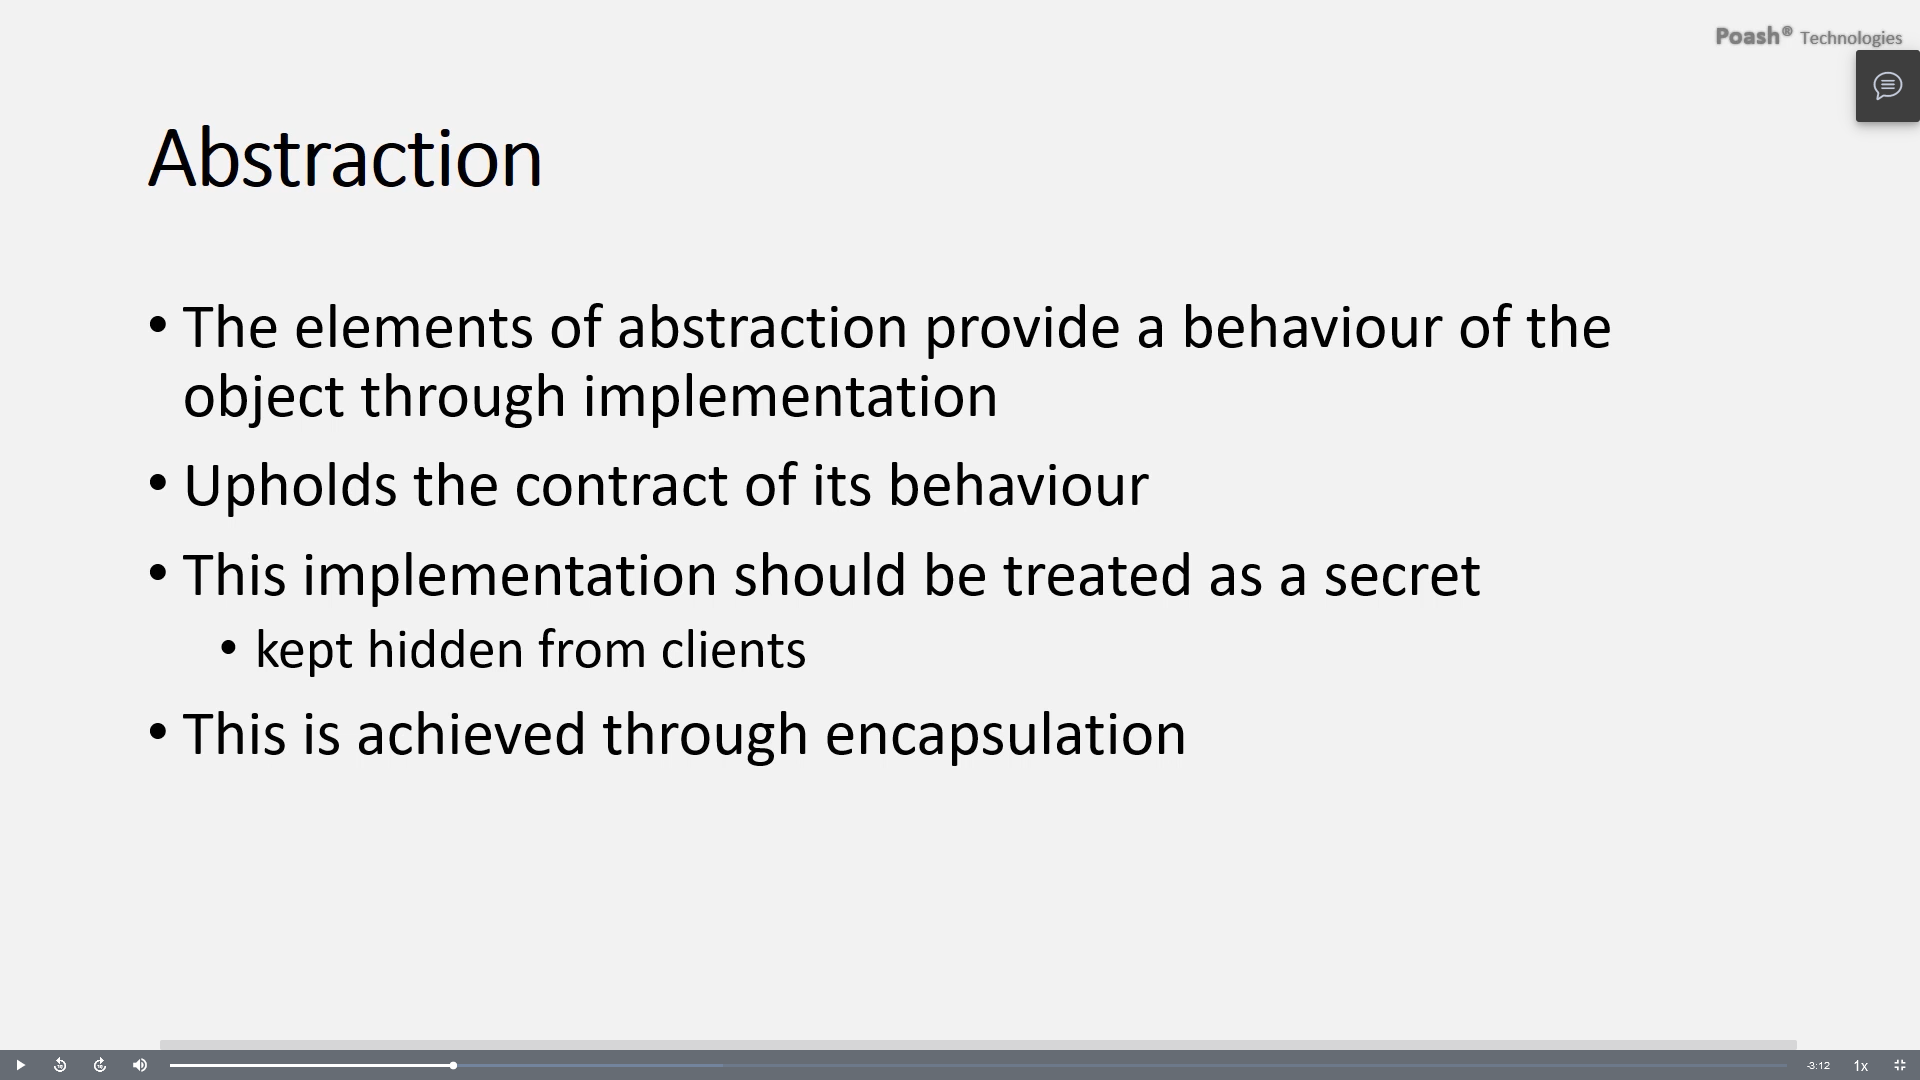 Poash® Technologies
Abstraction
• The elements of abstraction provide a behaviour of the
object through implementation
• Upholds the contract of its behaviour
• This implementation should be treated as a secret
• kept hidden from clients
• This is achieved through encapsulation
-3:12 1x